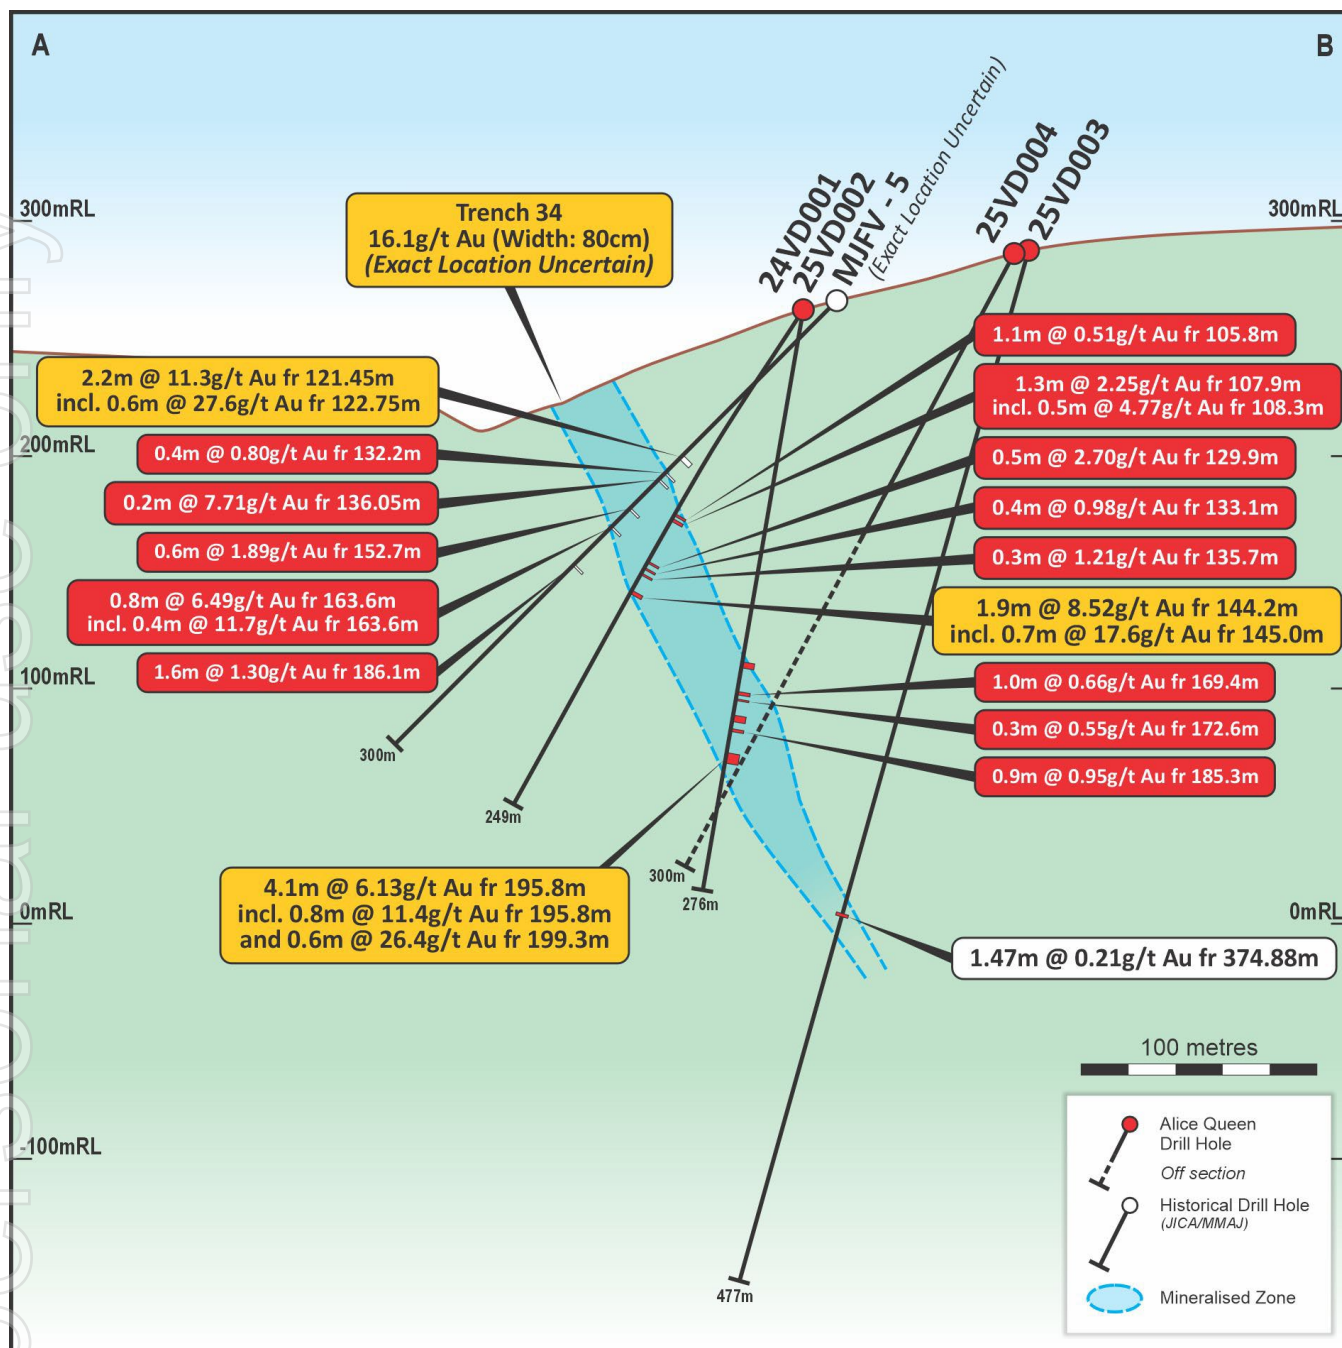 A
B
300mRL
300mRL
24VD001
25VD002
MJFV - 5
(Exact Location Uncertain)
25VD004
25VD003
Trench 34
16.1g/t Au (Width: 80cm)
(Exact Location Uncertain)
2.2m @ 11.3g/t Au fr 121.45m
incl. 0.6m @ 27.6g/t Au fr 122.75m
200mRL
0.4m @ 0.80g/t Au fr 132.2m
0.2m @ 7.71g/t Au fr 136.05m
0.6m @ 1.89g/t Au fr 152.7m
0.8m @ 6.49g/t Au fr 163.6m
incl. 0.4m @ 11.7g/t Au fr 163.6m
1.6m @ 1.30g/t Au fr 186.1m
100mRL
1.1m @ 0.51g/t Au fr 105.8m
1.3m @ 2.25g/t Au fr 107.9m
incl. 0.5m @ 4.77g/t Au fr 108.3m
0.5m @ 2.70g/t Au fr 129.9m
0.4m @ 0.98g/t Au fr 133.1m
0.3m @ 1.21g/t Au fr 135.7m
1.9m @ 8.52g/t Au fr 144.2m
incl. 0.7m @ 17.6g/t Au fr 145.0m
1.0m @ 0.66g/t Au fr 169.4m
0.3m @ 0.55g/t Au fr 172.6m
0.9m @ 0.95g/t Au fr 185.3m
300m
249m
300m
276m
4.1m @ 6.13g/t Au fr 195.8m
incl. 0.8m @ 11.4g/t Au fr 195.8m
and 0.6m @ 26.4g/t Au fr 199.3m
0mRL
0mRL
1.47m @ 0.21g/t Au fr 374.88m
100 metres
-100mRL
477m
Alice Queen
Drill Hole
Off section
Historical Drill Hole
(JICA/MMAJ)
Mineralised Zone